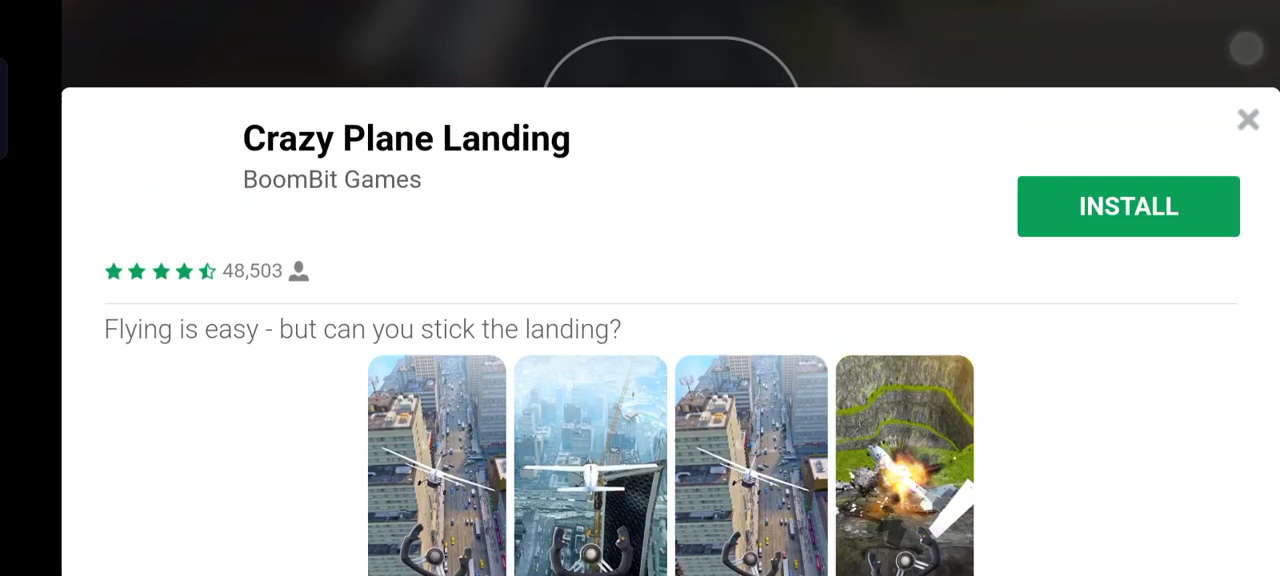 Crazy Plane Landing
BoomBit Games
INSTALL
48,503
Flying is easy - but can you stick the landing?